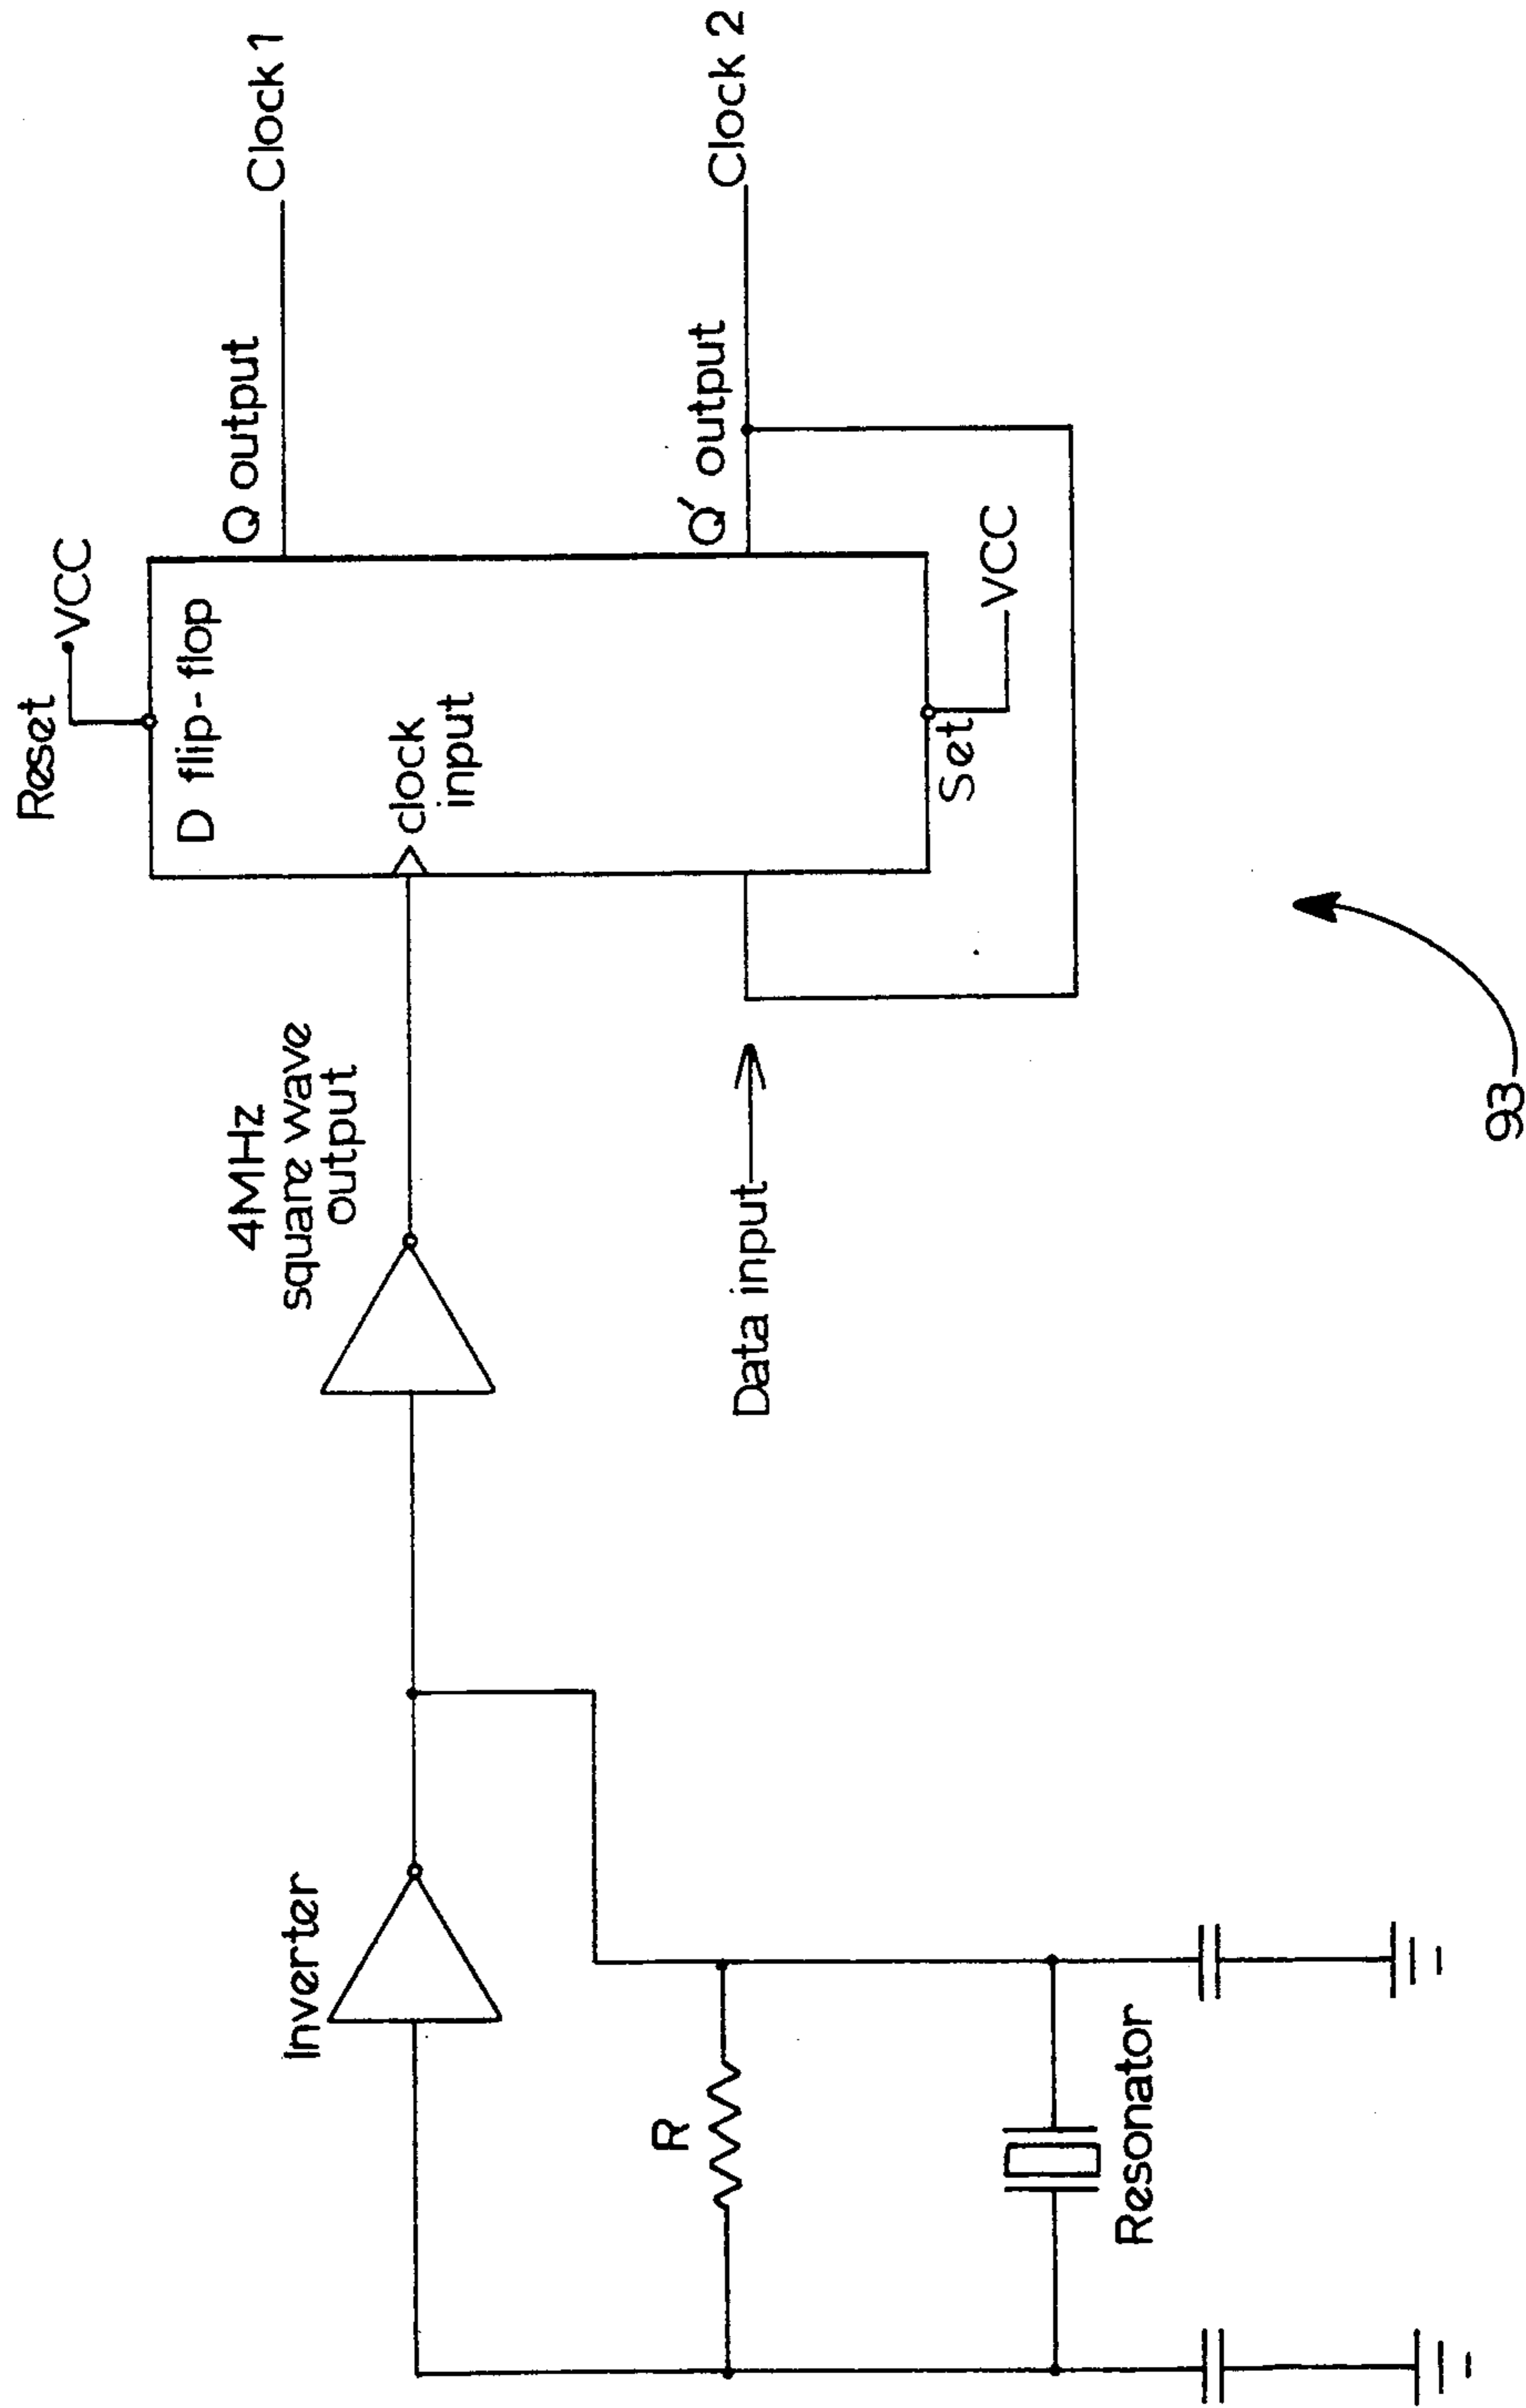 Inverter
R
Resonator
4MHz
square wave
output
Data input
Reset
VCC
D flip-flop
clock
input
Set
VCC
Q output
Q' output
Clock 1
Clock 2
93